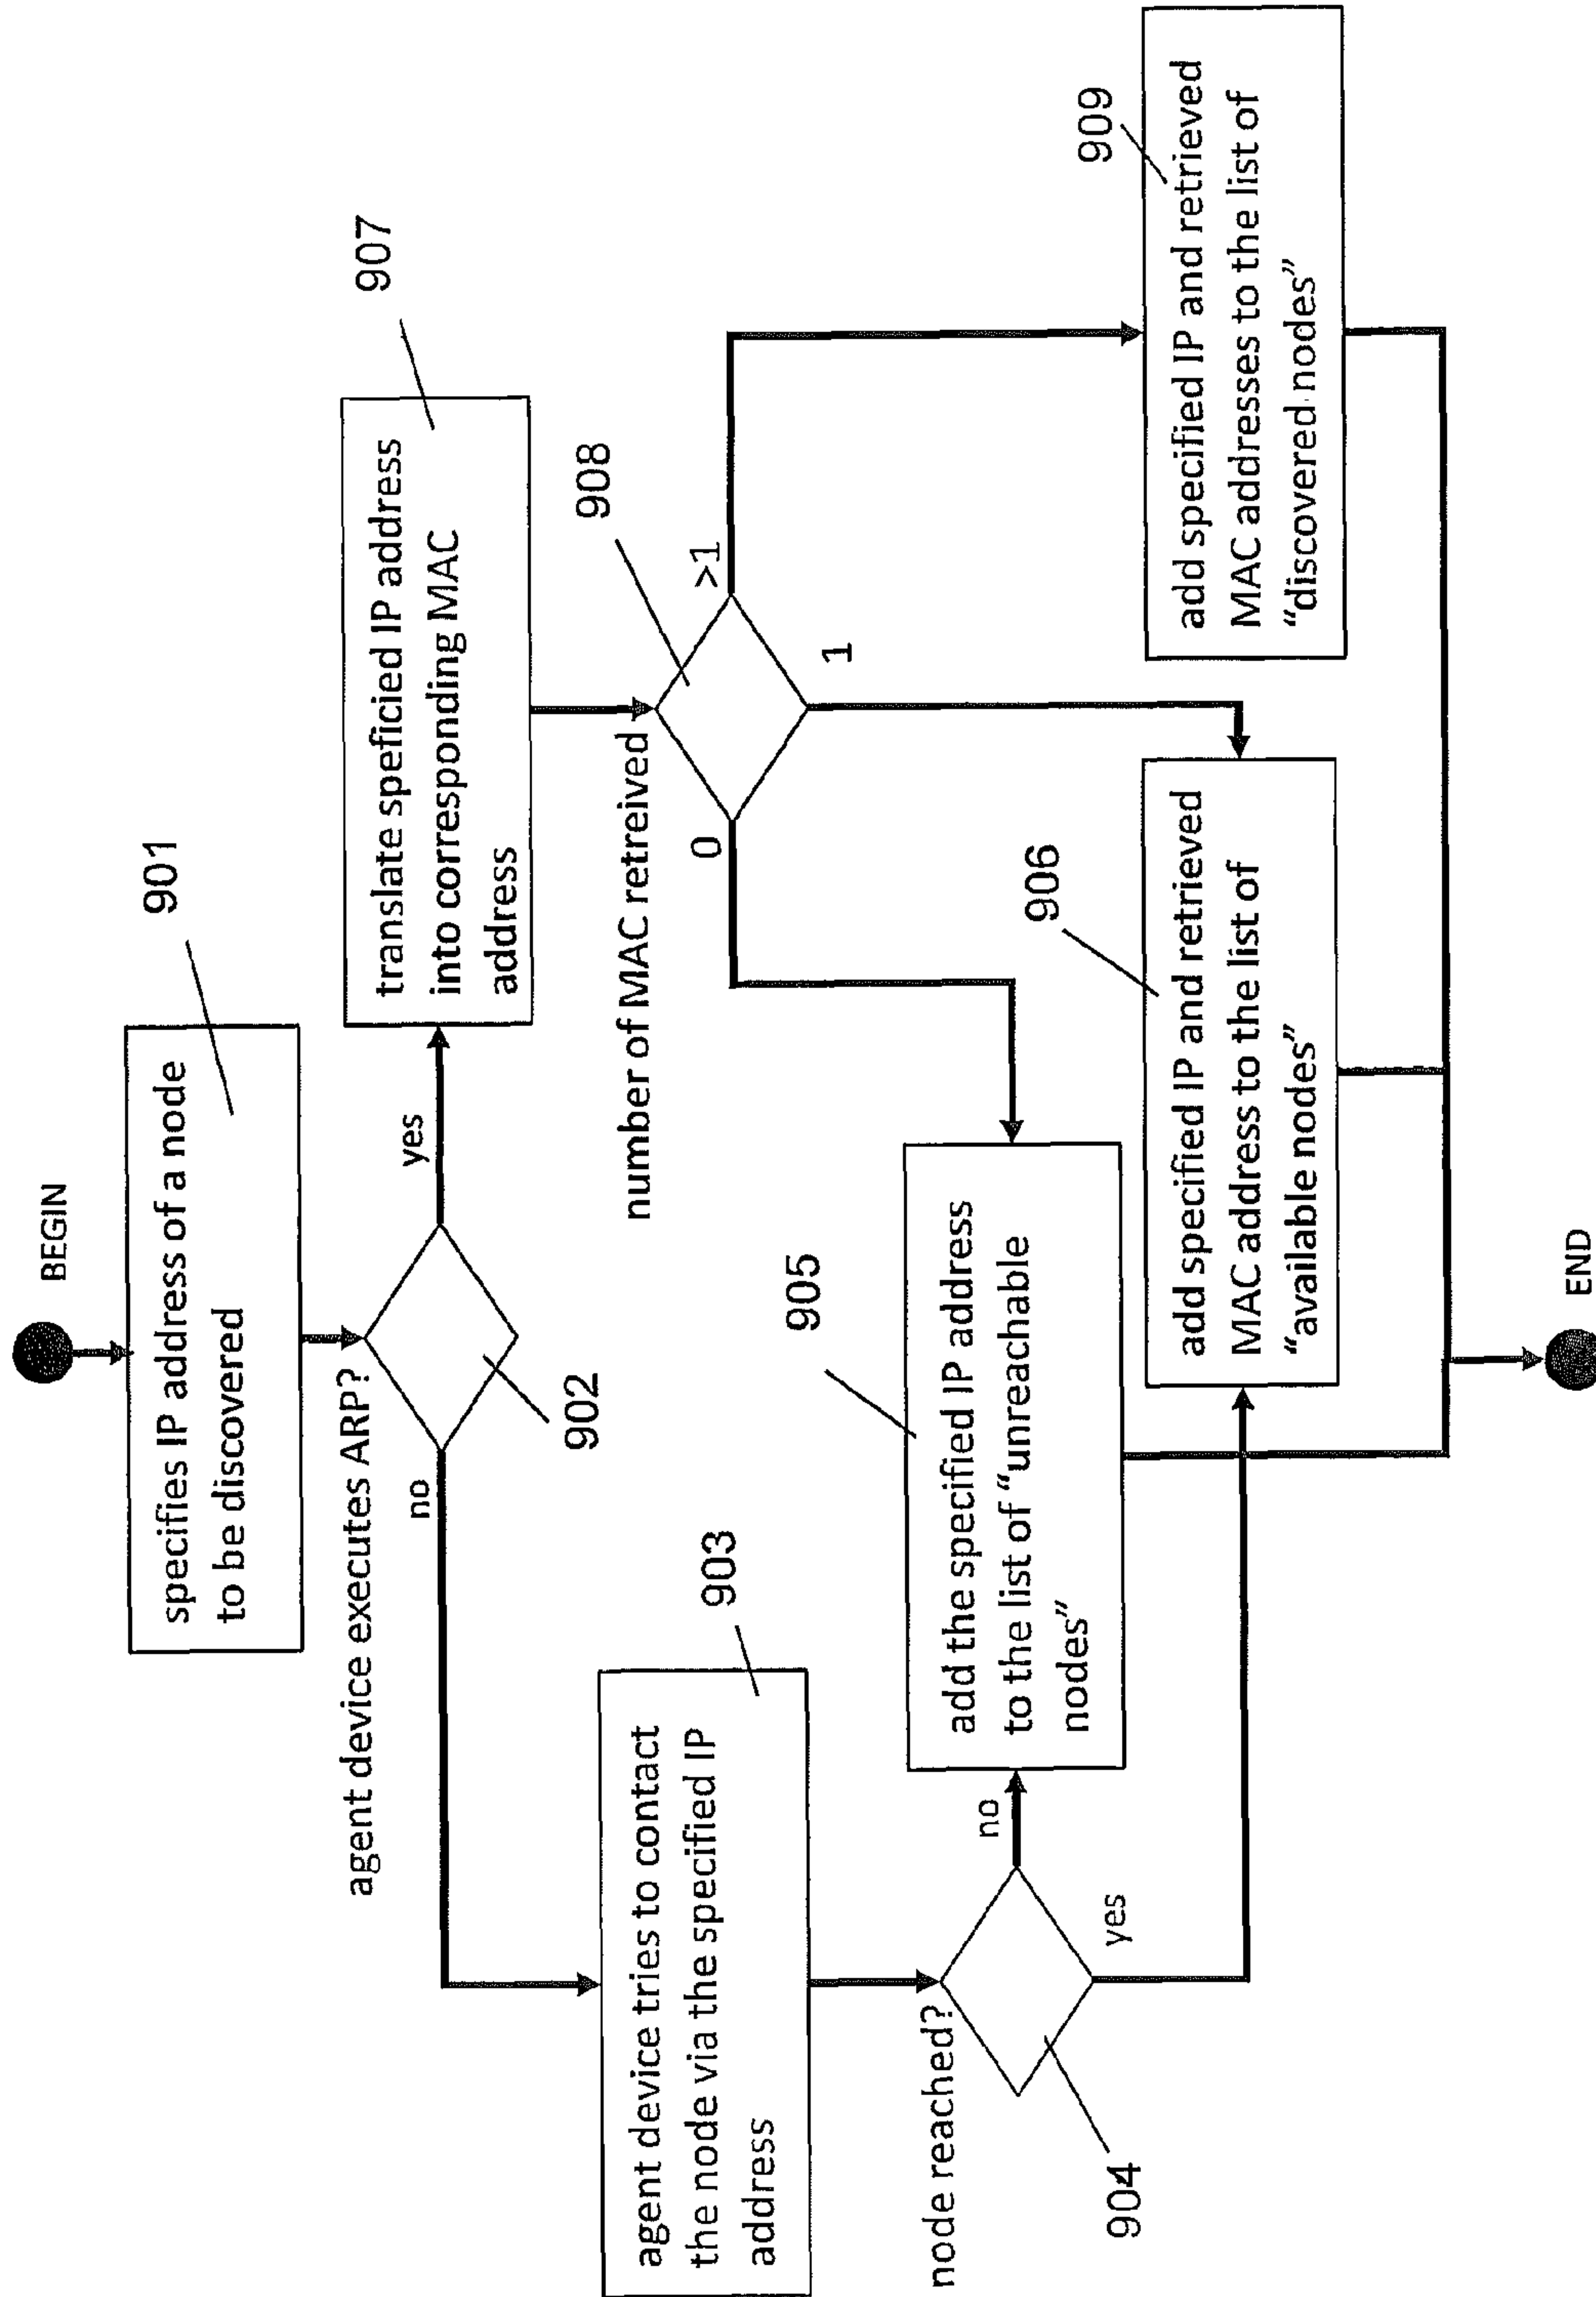 BEGIN
901
specifies IP address of a node
to be discovered
agent device executes ARP?
no
yes
902
907
translate speficied IP address
into corresponding MAC
address
903
agent device tries to contact
the node via the specified IP
address
number of MAC retreived
908
0
1
>1
node reached?
no
yes
904
905
add the specified IP address
to the list of "unreachable
nodes"
906
add specified IP and retrieved
MAC address to the list of
"available nodes"
909
add specified IP and retrieved
MAC addresses to the list of
"discovered nodes"
END